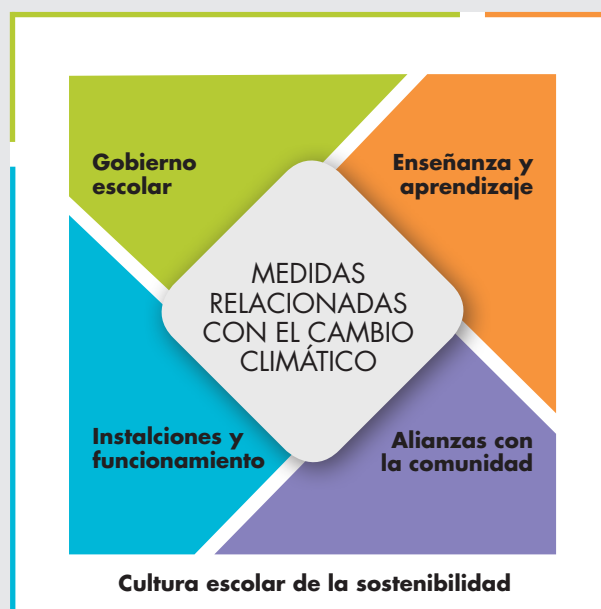 Gobierno
escolar
Enseñanza y
aprendizaje
MEDIDAS
RELACIONADAS
CON EL CAMBIO
CLIMÁTICO
Instalciones y
funcionamiento
Alianzas con
la comunidad
Cultura escolar de la sostenibilidad